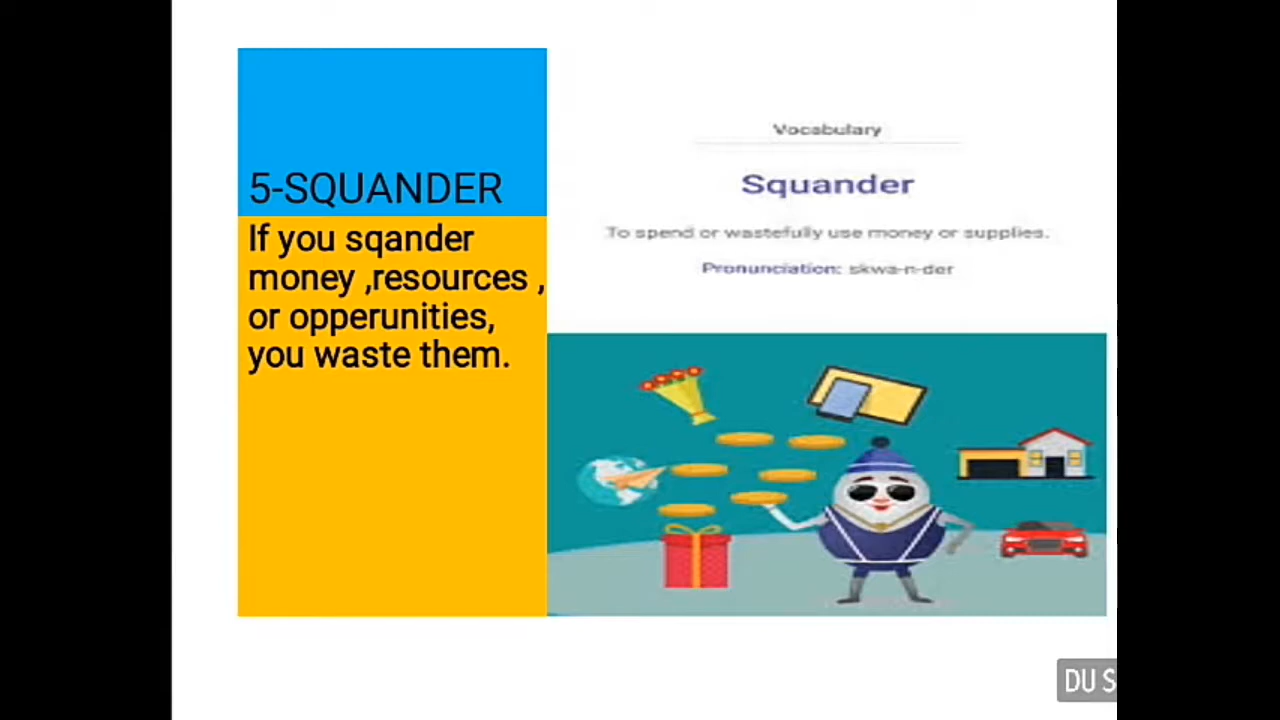 5-SQUANDER
If you sqander
money ,resources ,
or opperunities,
you waste them.
Vocabulary
Squander
To spend or wastefully use money or supplies.
Pronunciation: skwa-n-der
DU S